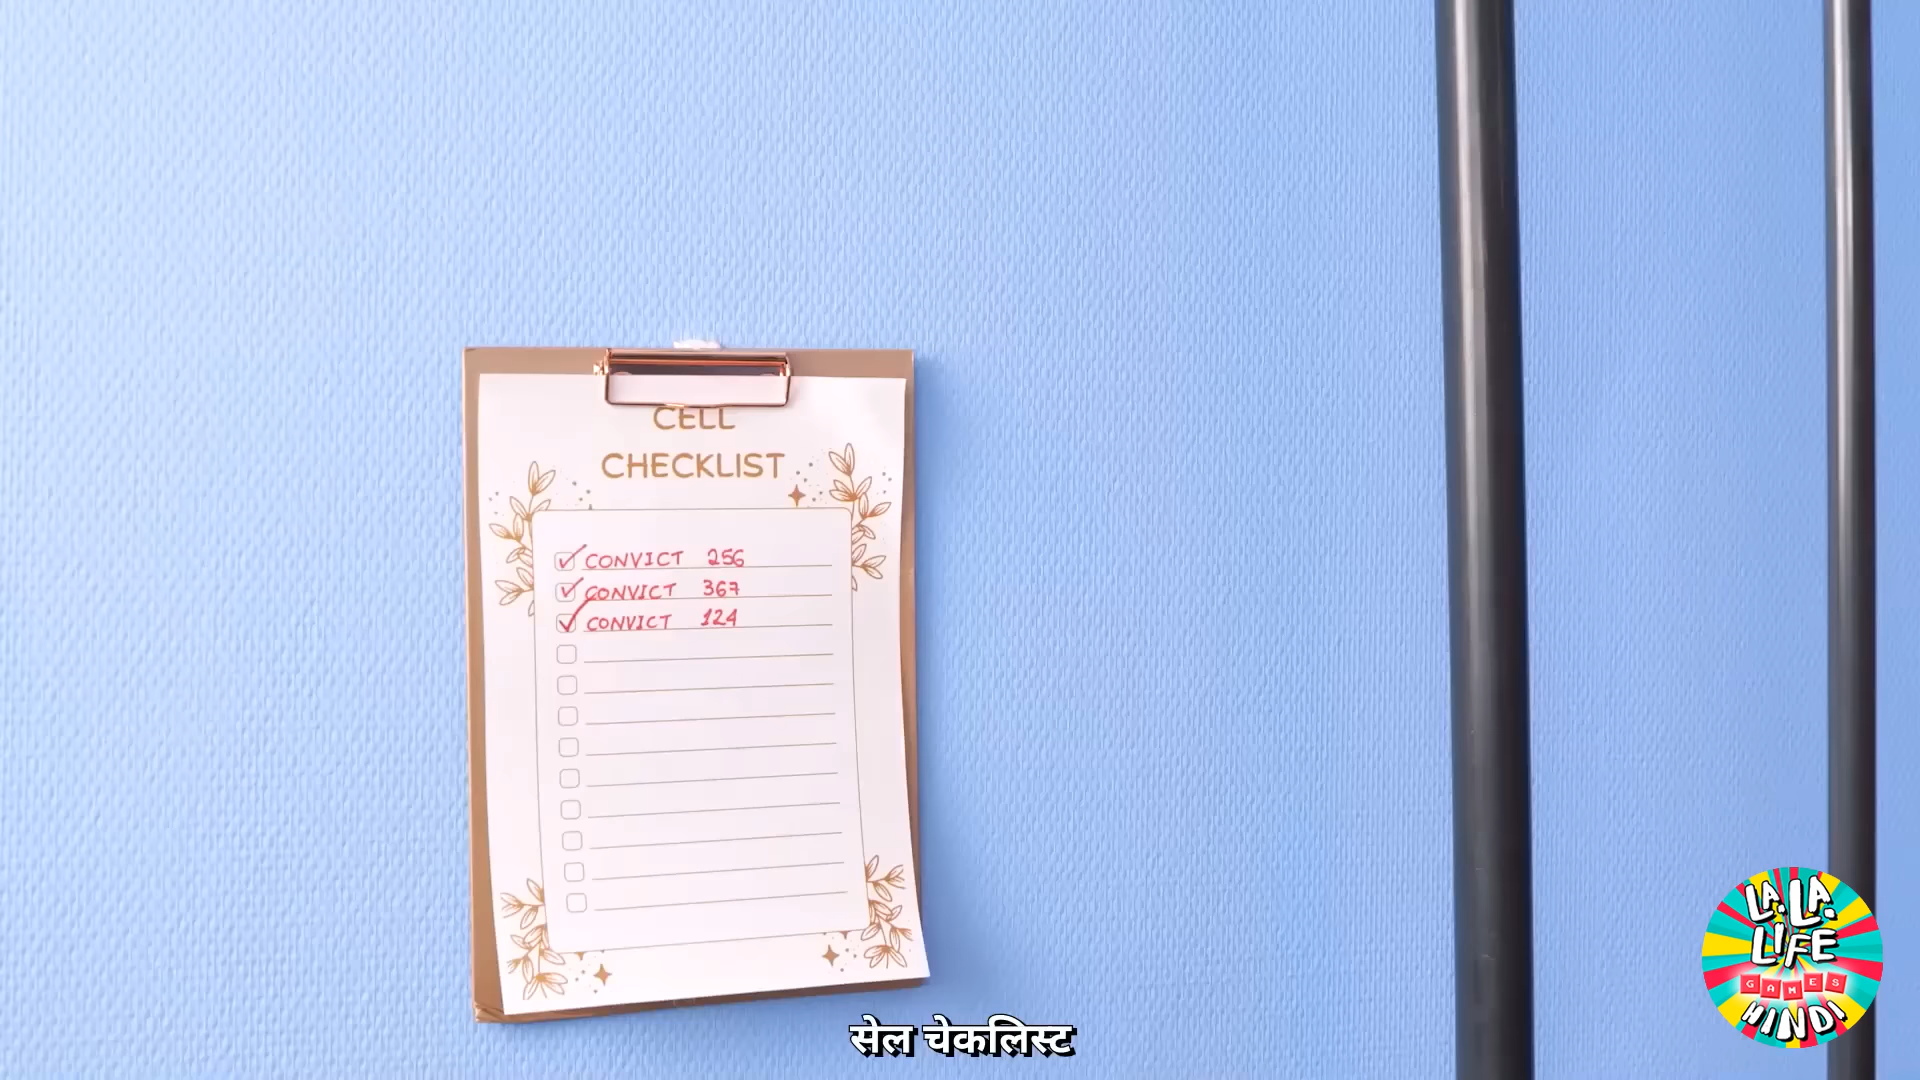 CELL
CHECKLIST
CONVICT 256
CONVICT 367
CONVICT 124
सेल चेकलिस्ट
LA. LA.
LIFE
GAMES
HINDI